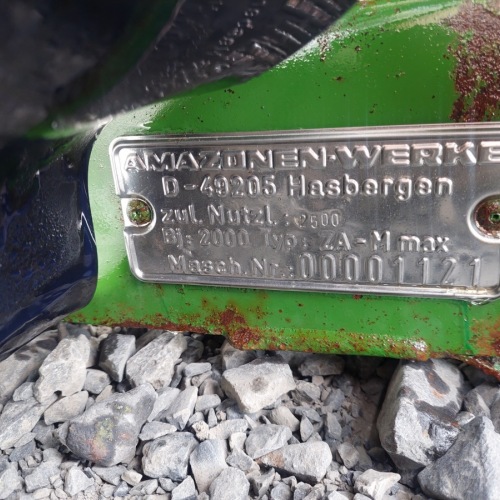 AMAZONEN-WERKE
D-49205 Hasbergen
zul. Nutzl.: 2500
Bj: 2000 Typ: ZA-M max
Masch.Nr.: 00001121